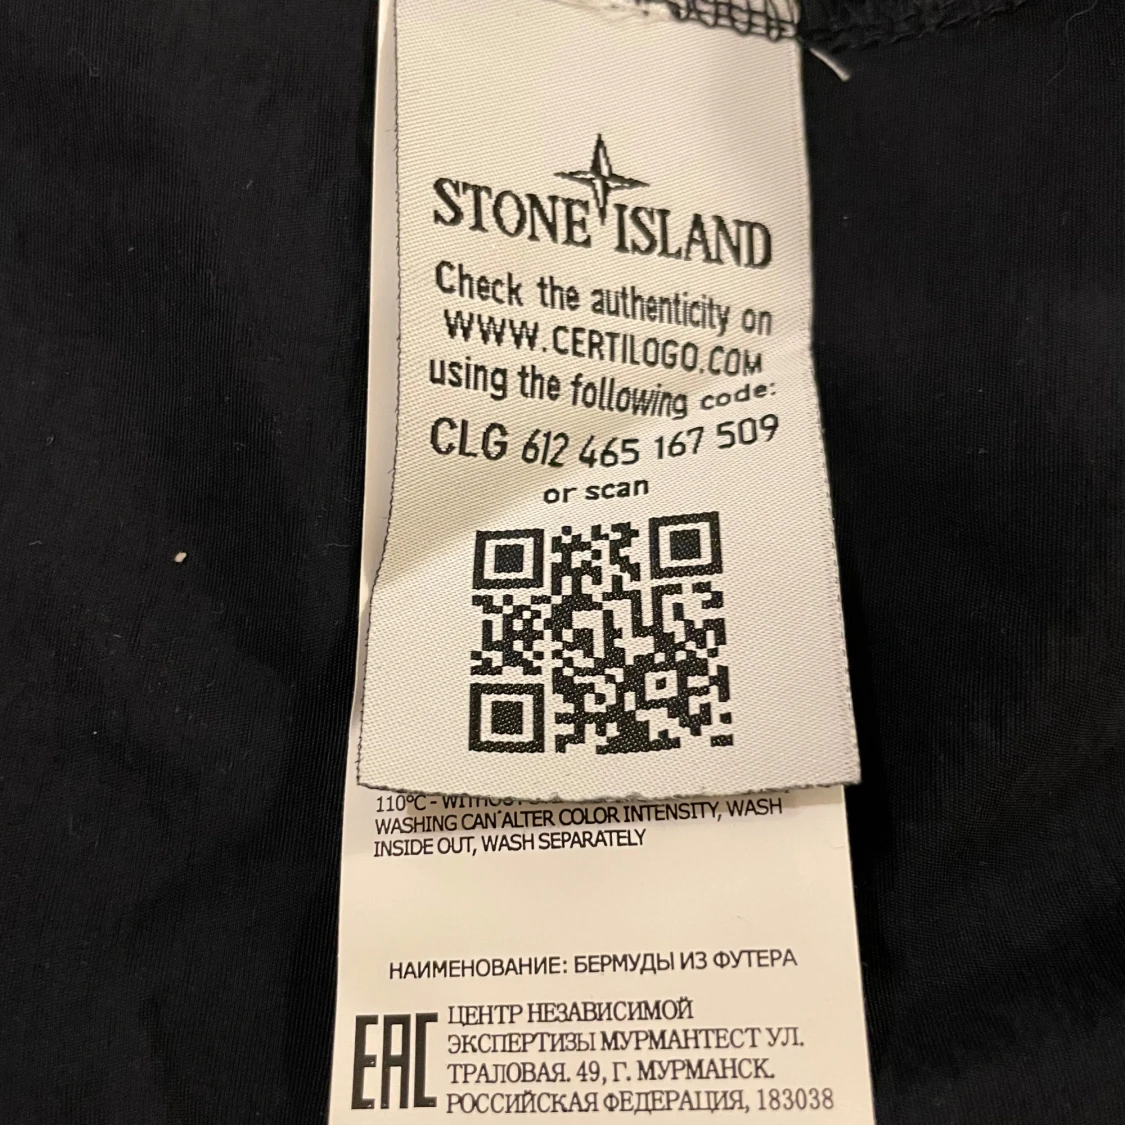 STONE ISLAND
Check the authenticity on
WWW.CERTILOGO.COM
using the following code:
CLG 612 465 167 509
or scan
110°C -
WASHING CAN´ALTER COLOR INTENSITY, WASH
INSIDE OUT, WASH SEPARATELY
НАИМЕНОВАНИЕ: БЕРМУДЫ ИЗ ФУТЕРА
EAC
ЦЕНТР НЕЗАВИСИМОЙ
ЭКСПЕРТИЗЫ МУРМАНТЕСТ УЛ.
ТРАЛОВАЯ. 49, Г. МУРМАНСК.
РОССИЙСКАЯ ФЕДЕРАЦИЯ, 183038